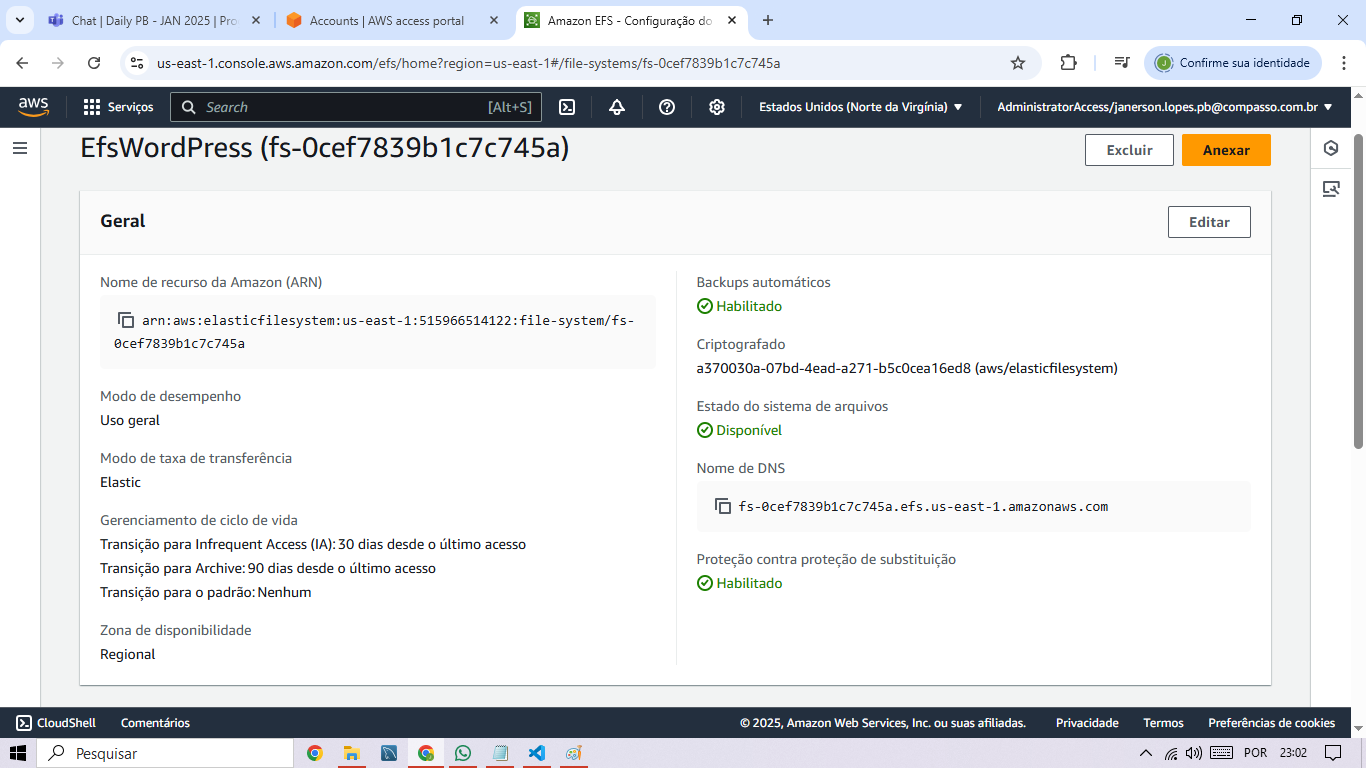 Chat | Daily PB - JAN 2025 | Pro
Accounts | AWS access portal
Amazon EFS - Configuração do
us-east-1.console.aws.amazon.com/efs/home?region=us-east-1#/file-systems/fs-0cef7839b1c7c745a
Confirme sua identidade
aws
Serviços
Search
[Alt+S]
Estados Unidos (Norte da Virgínia)
AdministratorAccess/janerson.lopes.pb@compasso.com.br
EfsWordPress (fs-0cef7839b1c7c745a)
Excluir
Anexar
Geral
Editar
Nome de recurso da Amazon (ARN)
arn:aws:elasticfilesystem:us-east-1:515966514122:file-system/fs-
0cef7839b1c7c745a
Modo de desempenho
Uso geral
Modo de taxa de transferência
Elastic
Gerenciamento de ciclo de vida
Transição para Infrequent Access (IA): 30 dias desde o último acesso
Transição para Archive: 90 dias desde o último acesso
Transição para o padrão: Nenhum
Zona de disponibilidade
Regional
Backups automáticos
Habilitado
Criptografado
a370030a-07bd-4ead-a271-b5c0cea16ed8 (aws/elasticfilesystem)
Estado do sistema de arquivos
Disponível
Nome de DNS
fs-0cef7839b1c7c745a.efs.us-east-1.amazonaws.com
Proteção contra proteção de substituição
Habilitado
CloudShell
Comentários
© 2025, Amazon Web Services, Inc. ou suas afiliadas.
Privacidade
Termos
Preferências de cookies
Pesquisar
POR
23:02